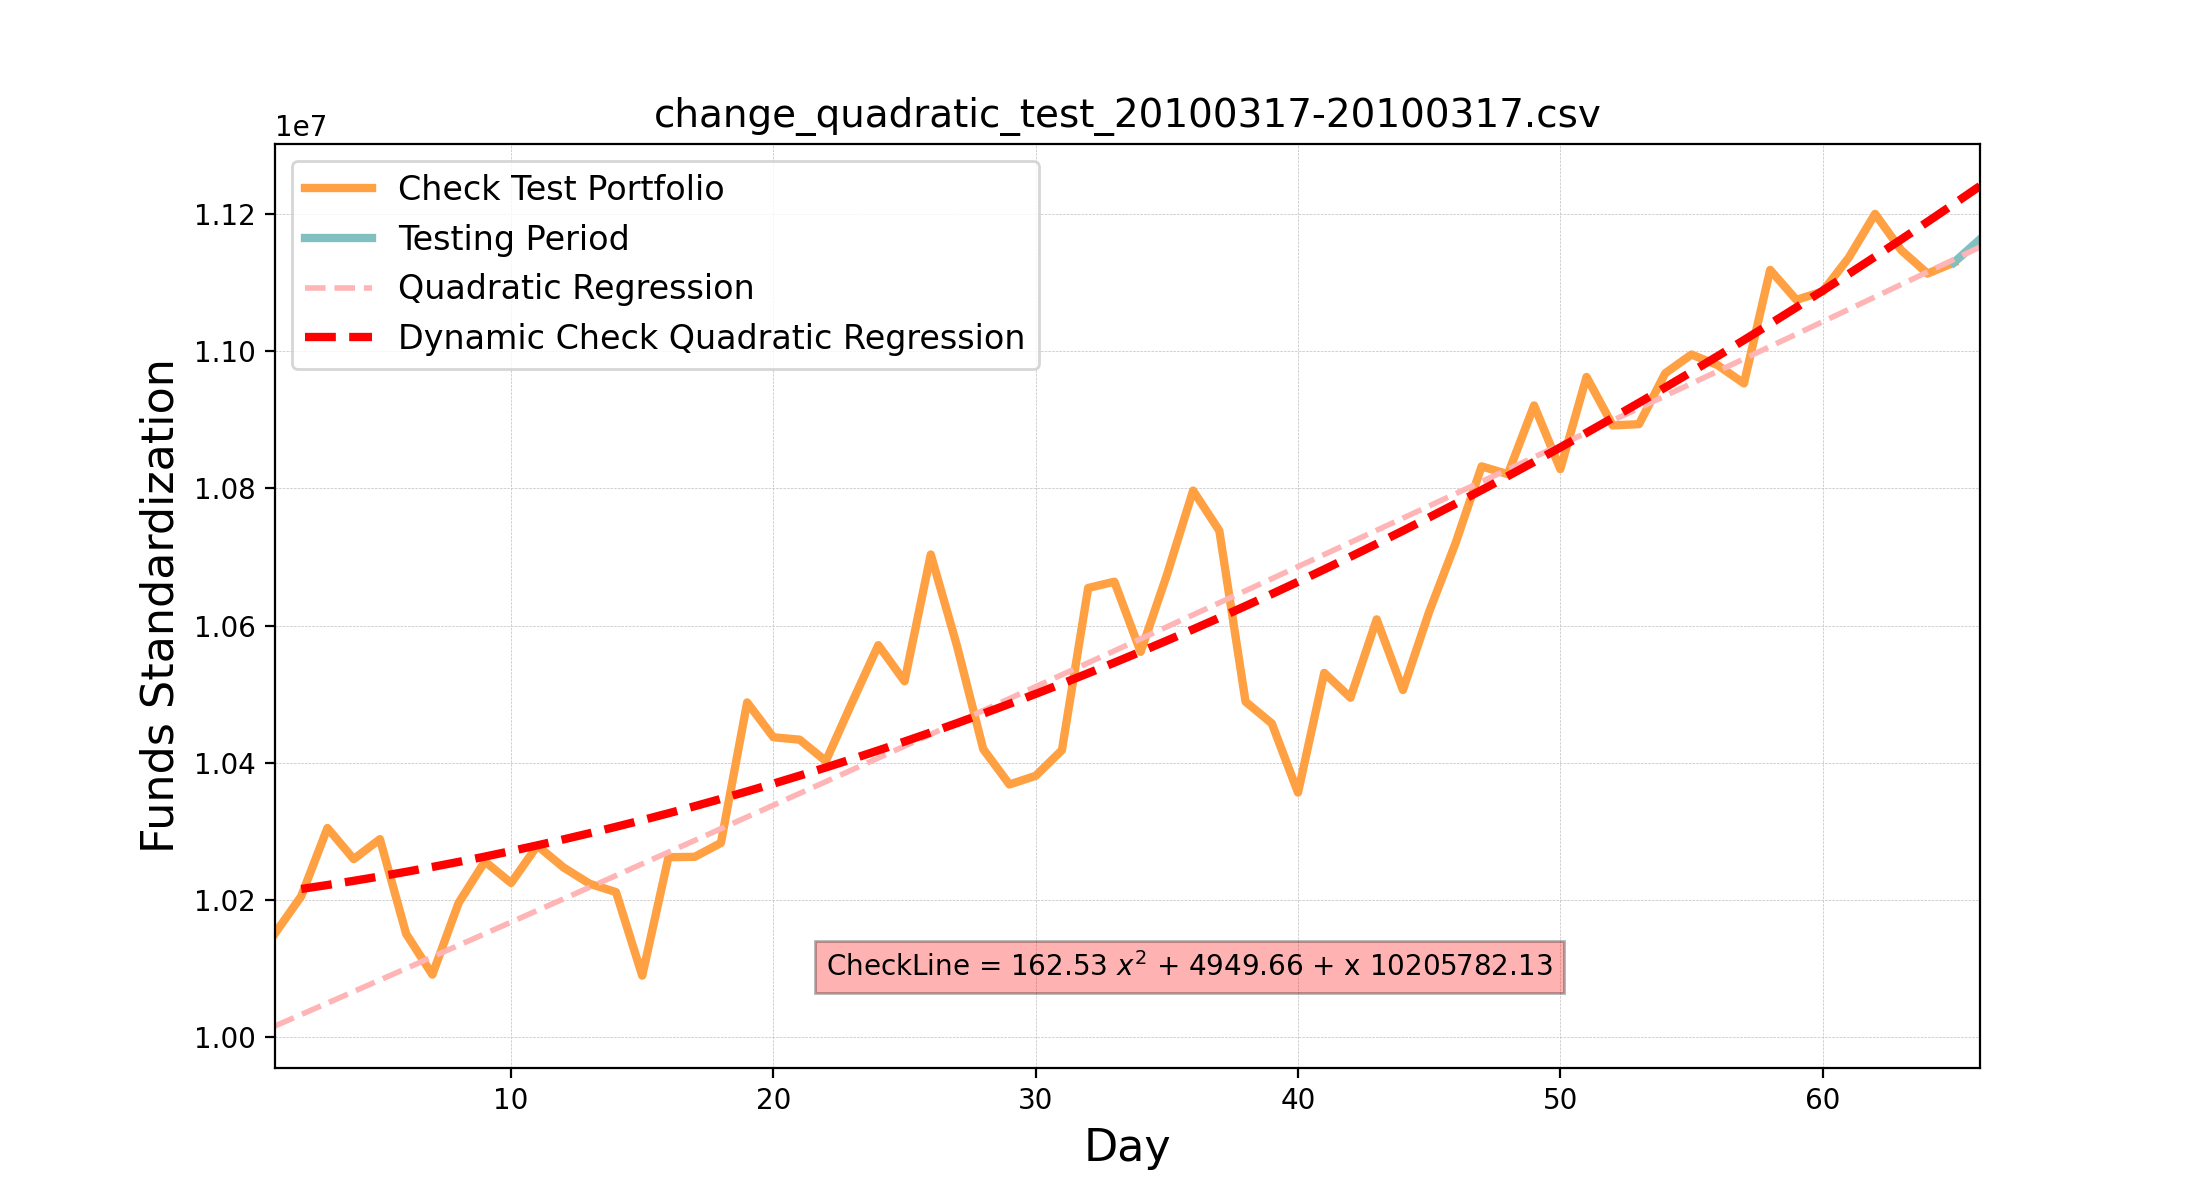 change_quadratic_test_20100317-20100317.csv
1e7
Check Test Portfolio
Testing Period
Quadratic Regression
Dynamic Check Quadratic Regression
1.12
1.10
1.08
1.06
1.04
1.02
1.00
Funds Standardization
CheckLine = 162.53 x² + 4949.66 + x 10205782.13
10 20 30 40 50 60
Day